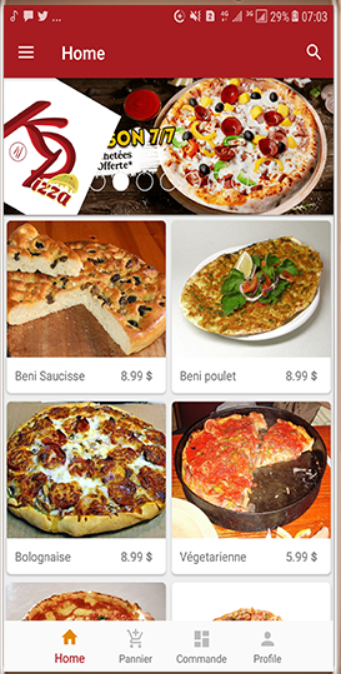 29% 07:03
Home
SON 7/7
hetées
Offerte*
Pizza
Beni Saucisse 8.99 $
Beni poulet 8.99 $
Bolognaise 8.99 $
Végetarienne 5.99 $
Home Pannier Commande Profile